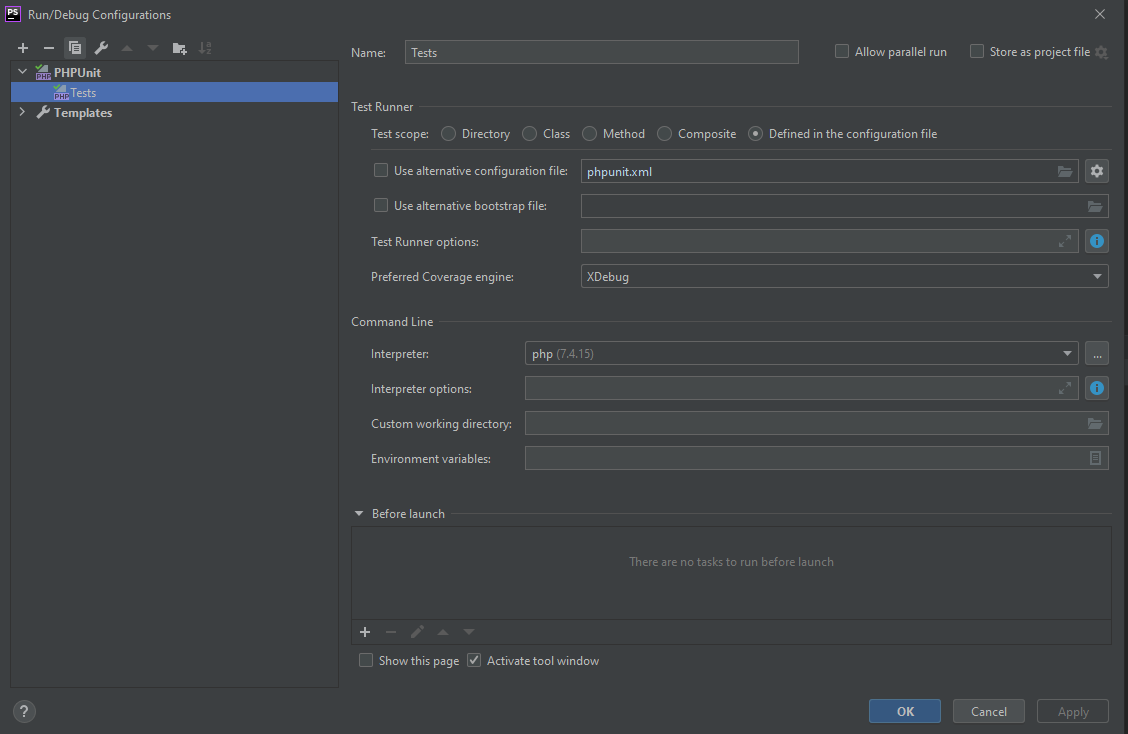 PS Run/Debug Configurations
Name: Tests Allow parallel run Store as project file
PHP PHPUnit
PHP Tests
Templates
Test Runner
Test scope: Directory Class Method Composite Defined in the configuration file
Use alternative configuration file: phpunit.xml
Use alternative bootstrap file:
Test Runner options:
Preferred Coverage engine: XDebug
Command Line
Interpreter: php (7.4.15) ...
Interpreter options:
Custom working directory:
Environment variables:
Before launch
There are no tasks to run before launch
Show this page Activate tool window
? OK Cancel Apply